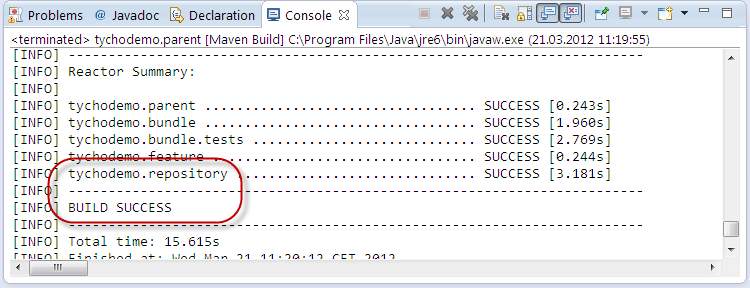 Problems @ Javadoc Declaration Console
<terminated> tychodemo.parent [Maven Build] C:\Program Files\Java\jre6\bin\javaw.exe (21.03.2012 11:19:55)
[INFO] ------------------------------------------------------------------------
[INFO] Reactor Summary:
[INFO]
[INFO] tychodemo.parent .................................. SUCCESS [0.243s]
[INFO] tychodemo.bundle .................................. SUCCESS [1.960s]
[INFO] tychodemo.bundle.tests ............................ SUCCESS [2.769s]
[INFO] tychodemo.feature ................................. SUCCESS [0.244s]
[INFO] tychodemo.repository .............................. SUCCESS [3.181s]
[INFO] ------------------------------------------------------------------------
[INFO] BUILD SUCCESS
[INFO] ------------------------------------------------------------------------
[INFO] Total time: 15.615s
[INFO] Finished at: Wed Mar 21 11:20:12 CET 2012